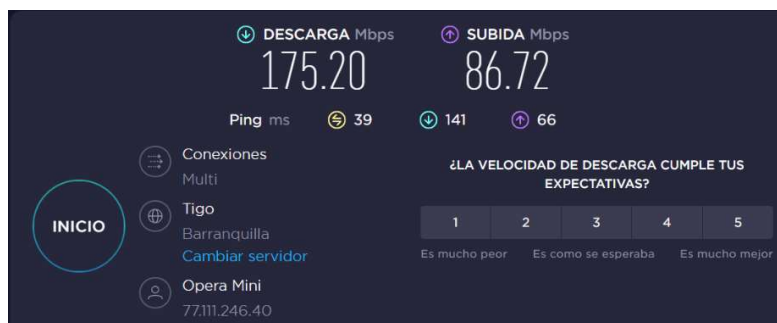 DESCARGA Mbps
175.20
SUBIDA Mbps
86.72
Ping ms 39 141 66
INICIO
Conexiones
Multi
Tigo
Barranquilla
Cambiar servidor
Opera Mini
77.111.246.40
¿LA VELOCIDAD DE DESCARGA CUMPLE TUS
EXPECTATIVAS?
1 2 3 4 5
Es mucho peor Es como se esperaba Es mucho mejor